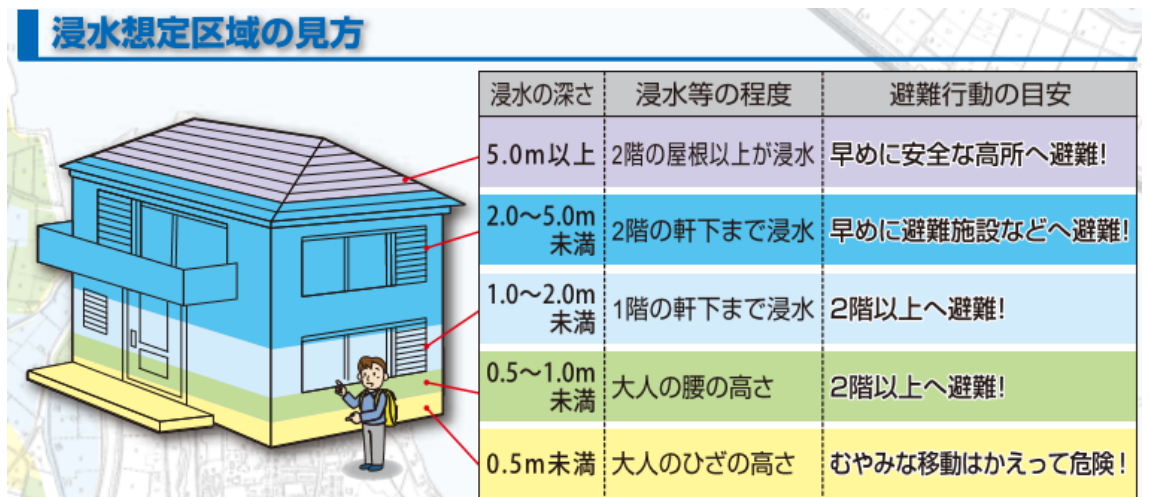 浸水想定区域の見方
浸水の深さ 浸水等の程度 避難行動の目安
5.0m以上 2階の屋根以上が浸水 早めに安全な高所へ避難!
2.0〜5.0m
未満 2階の軒下まで浸水 早めに避難施設などへ避難!
1.0〜2.0m
未満 1階の軒下まで浸水 2階以上へ避難!
0.5〜1.0m
未満 大人の腰の高さ 2階以上へ避難!
0.5m未満 大人のひざの高さ むやみな移動はかえって危険!